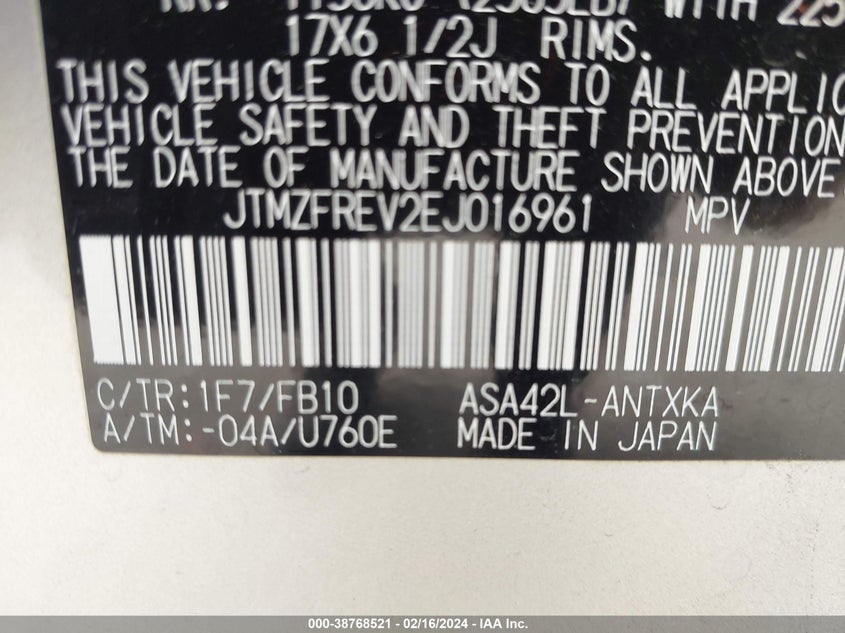 WITH 225
17X6 1/2J RIMS.
THIS VEHICLE CONFORMS TO ALL APPLIC
VEHICLE SAFETY AND THEFT PREVENTION
THE DATE OF MANUFACTURE SHOWN ABOVE.
JTMZFREV2EJ016961 MPV
C/TR:1F7/FB10 ASA42L-ANTXKA
A/TM:-04A/U760E MADE IN JAPAN
000-38768521 - 02/16/2024 - IAA Inc.